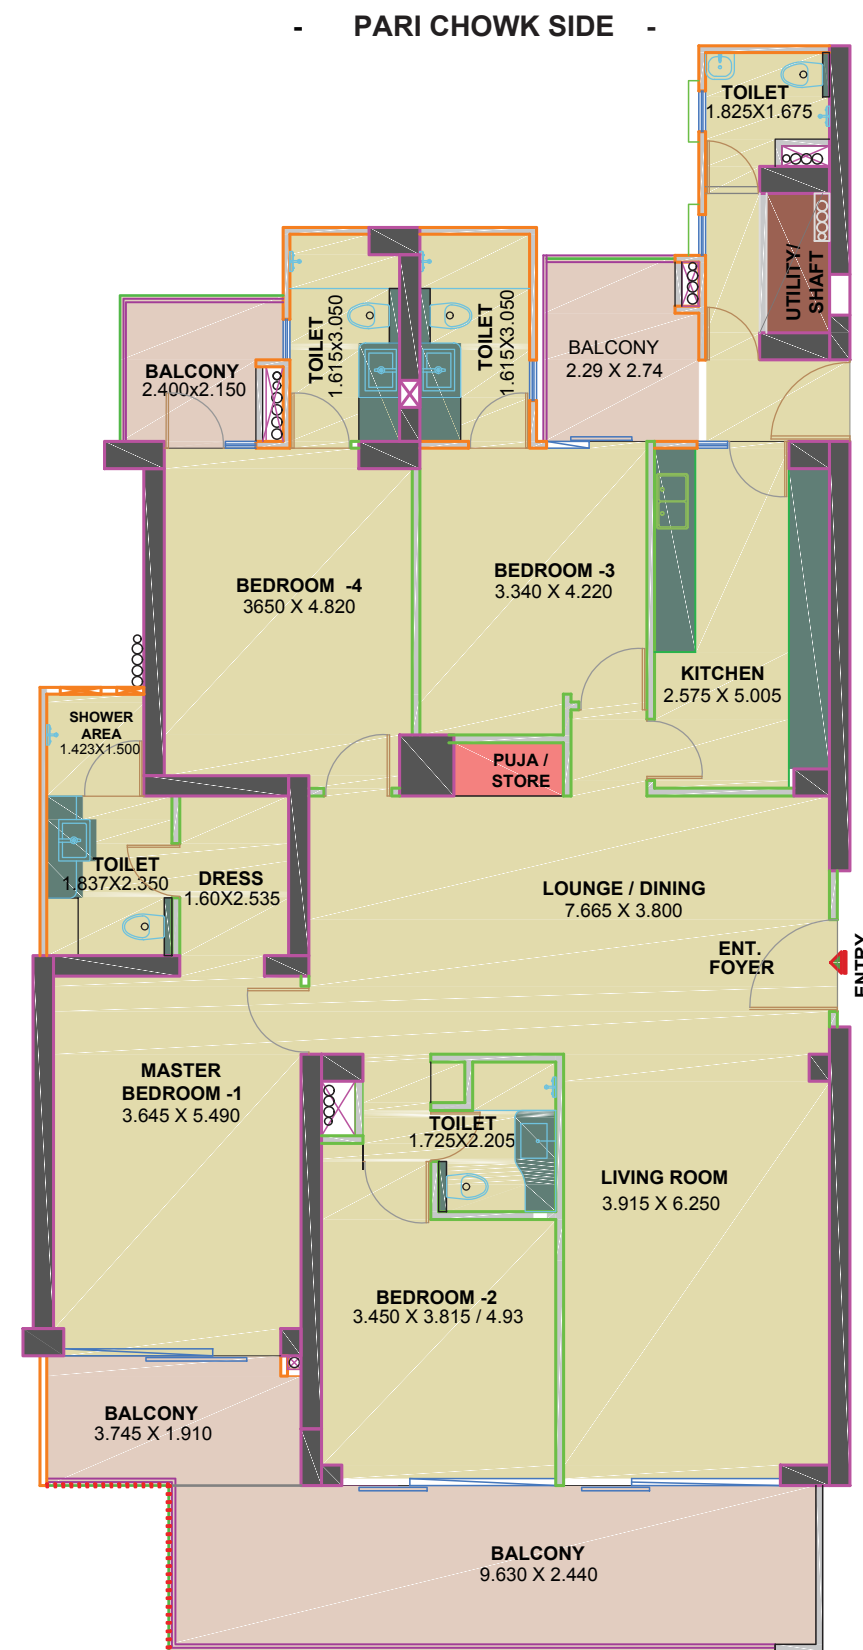 - PARI CHOWK SIDE -
TOILET
1.825X1.675
UTILITY/
SHAFT
TOILET
1.615x3.050
TOILET
1.615x3.050
BALCONY
2.29 X 2.74
BALCONY
2.400x2.150
BEDROOM -4
3650 X 4.820
BEDROOM -3
3.340 X 4.220
KITCHEN
2.575 X 5.005
SHOWER
AREA
1.423X1.500
PUJA /
STORE
TOILET
1.837X2.350
DRESS
1.60X2.535
LOUNGE / DINING
7.665 X 3.800
ENT.
FOYER
ENTRY
MASTER
BEDROOM -1
3.645 X 5.490
TOILET
1.725X2.205
LIVING ROOM
3.915 X 6.250
BEDROOM -2
3.450 X 3.815 / 4.93
BALCONY
3.745 X 1.910
BALCONY
9.630 X 2.440